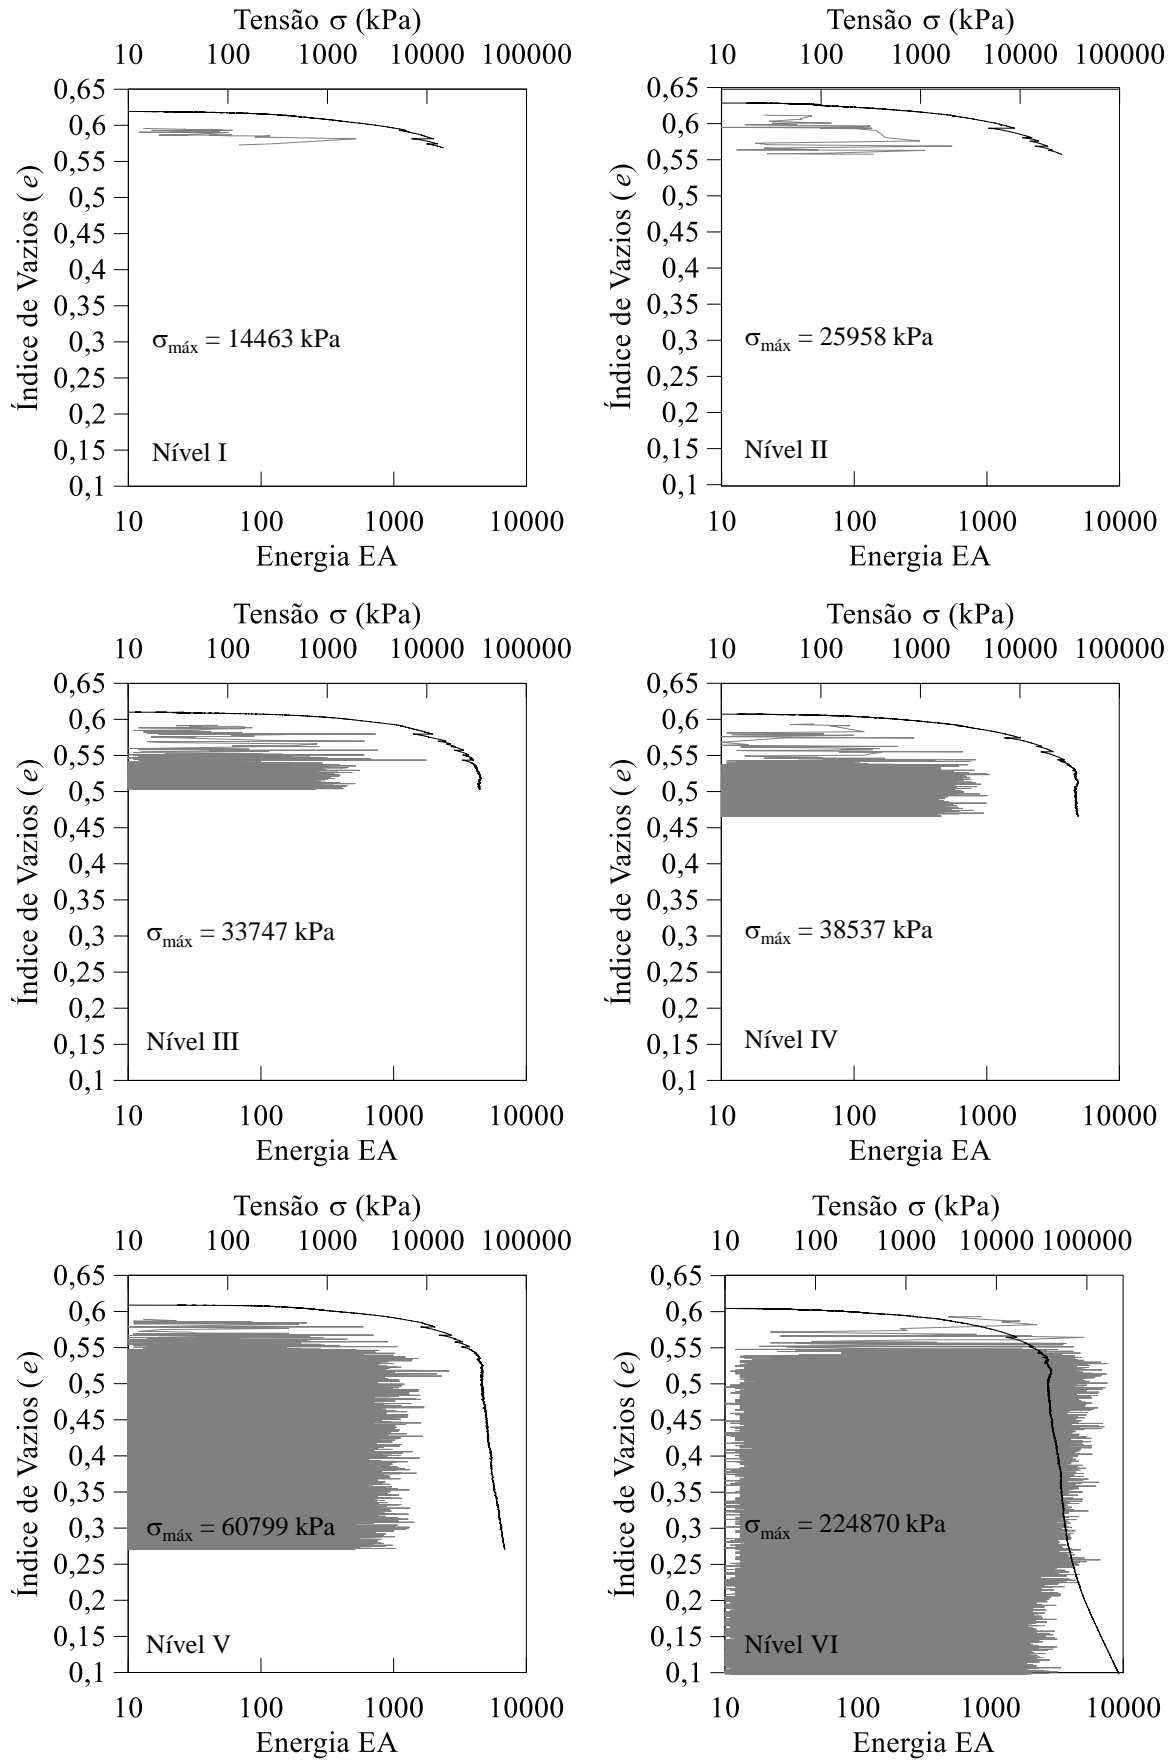 Tensão σ (kPa)
10 100 1000 10000 100000
0,65
0,6
0,55
0,5
0,45
0,4
0,35
0,3
0,25
0,2
0,15
0,1
Índice de Vazios (e)
σmáx = 14463 kPa
Nível I
10 100 1000 10000
Energia EA
Tensão σ (kPa)
10 100 1000 10000 100000
0,65
0,6
0,55
0,5
0,45
0,4
0,35
0,3
0,25
0,2
0,15
0,1
Índice de Vazios (e)
σmáx = 25958 kPa
Nível II
10 100 1000 10000
Energia EA
Tensão σ (kPa)
10 100 1000 10000 100000
0,65
0,6
0,55
0,5
0,45
0,4
0,35
0,3
0,25
0,2
0,15
0,1
Índice de Vazios (e)
σmáx = 33747 kPa
Nível III
10 100 1000 10000
Energia EA
Tensão σ (kPa)
10 100 1000 10000 100000
0,65
0,6
0,55
0,5
0,45
0,4
0,35
0,3
0,25
0,2
0,15
0,1
Índice de Vazios (e)
σmáx = 38537 kPa
Nível IV
10 100 1000 10000
Energia EA
Tensão σ (kPa)
10 100 1000 10000 100000
0,65
0,6
0,55
0,5
0,45
0,4
0,35
0,3
0,25
0,2
0,15
0,1
Índice de Vazios (e)
σmáx = 60799 kPa
Nível V
10 100 1000 10000
Energia EA
Tensão σ (kPa)
10 100 1000 10000 100000
0,65
0,6
0,55
0,5
0,45
0,4
0,35
0,3
0,25
0,2
0,15
0,1
Índice de Vazios (e)
σmáx = 224870 kPa
Nível VI
10 100 1000 10000
Energia EA